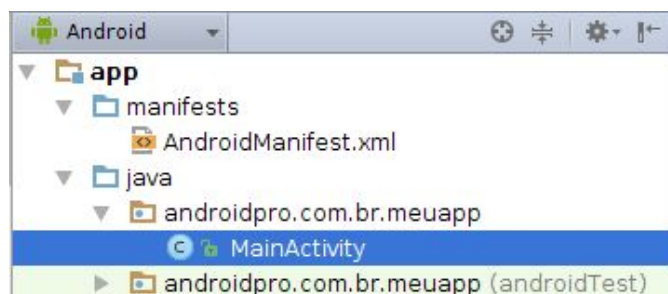 Android
app
manifests
AndroidManifest.xml
java
androidpro.com.br.meuapp
C MainActivity
androidpro.com.br.meuapp (androidTest)